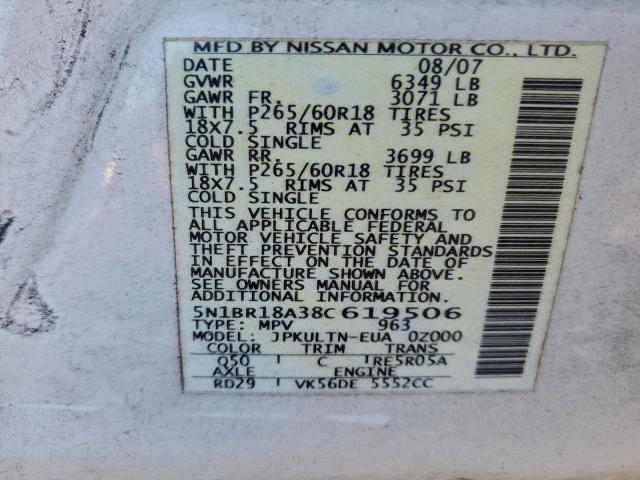 MFD BY NISSAN MOTOR CO., LTD.
DATE 08/07
GVWR 6349 LB
GAWR FR. 3071 LB
WITH P265/60R18 TIRES
18X7.5 RIMS AT 35 PSI
COLD SINGLE
GAWR RR. 3699 LB
WITH P265/60R18 TIRES
18X7.5 RIMS AT 35 PSI
COLD SINGLE
THIS VEHICLE CONFORMS TO
ALL APPLICABLE FEDERAL
MOTOR VEHICLE SAFETY AND
THEFT PREVENTION STANDARDS
IN EFFECT ON THE DATE OF
MANUFACTURE SHOWN ABOVE.
SEE OWNERS MANUAL FOR
ADDITIONAL INFORMATION
5N1BR18A38C619506
TYPE: MPV 963
MODEL: JPKULTN-EUA 0Z000
COLOR TRIM TRANS
Q50 C RE5R05A
AXLE ENGINE
RD29 VK56DE 5552CC